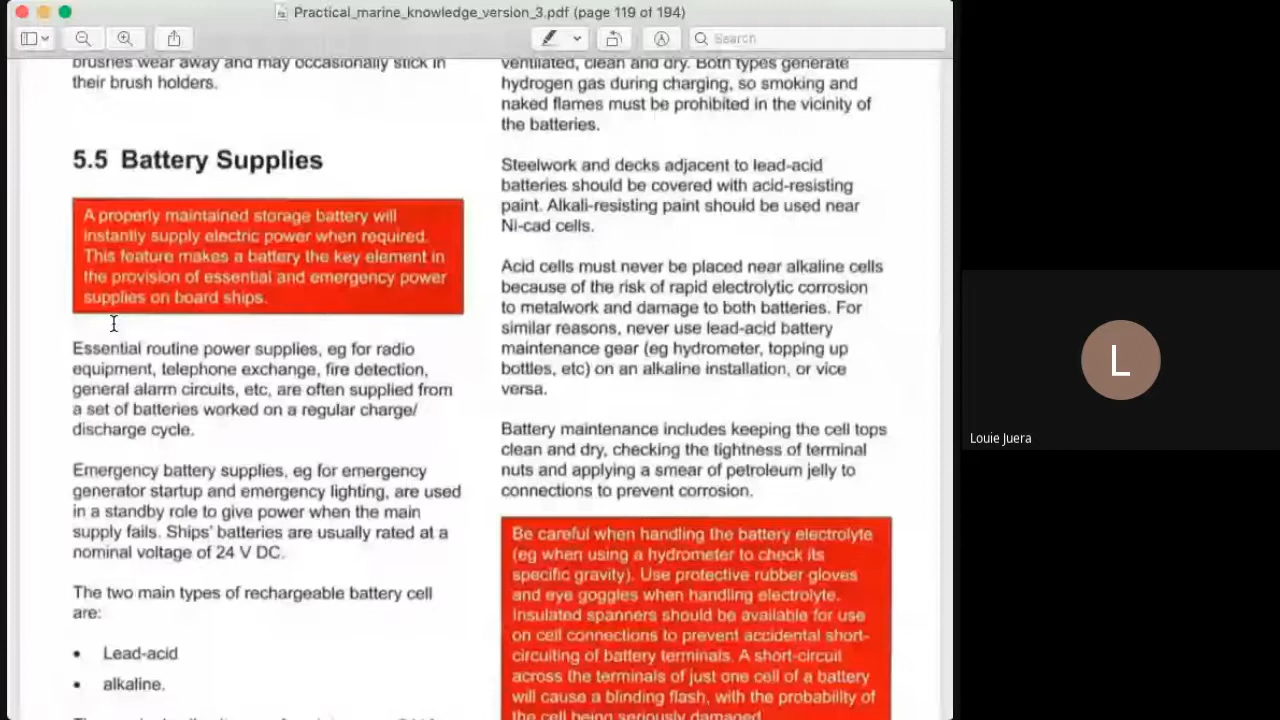 Practical_marine_knowledge_version_3.pdf (page 119 of 194)
Search
brushes wear away and may occasionally stick in
their brush holders.
5.5 Battery Supplies
A properly maintained storage battery will
instantly supply electric power when required.
This feature makes a battery the key element in
the provision of essential and emergency power
supplies on board ships.
Essential routine power supplies, eg for radio
equipment, telephone exchange, fire detection,
general alarm circuits, etc, are often supplied from
a set of batteries worked on a regular charge/
discharge cycle.
Emergency battery supplies, eg for emergency
generator startup and emergency lighting, are used
in a standby role to give power when the main
supply fails. Ships' batteries are usually rated at a
nominal voltage of 24 V DC.
The two main types of rechargeable battery cell
are:
• Lead-acid
• alkaline.
ventilated, clean and dry. Both types generate
hydrogen gas during charging, so smoking and
naked flames must be prohibited in the vicinity of
the batteries.
Steelwork and decks adjacent to lead-acid
batteries should be covered with acid-resisting
paint. Alkali-resisting paint should be used near
Ni-cad cells.
Acid cells must never be placed near alkaline cells
because of the risk of rapid electrolytic corrosion
to metalwork and damage to both batteries. For
similar reasons, never use lead-acid battery
maintenance gear (eg hydrometer, topping up
bottles, etc) on an alkaline installation, or vice
versa.
Battery maintenance includes keeping the cell tops
clean and dry, checking the tightness of terminal
nuts and applying a smear of petroleum jelly to
connections to prevent corrosion.
Be careful when handling the battery electrolyte
(eg when using a hydrometer to check its
specific gravity). Use protective rubber gloves
and eye goggles when handling electrolyte.
Insulated spanners should be available for use
on cell connections to prevent accidental short-
circuiting of battery terminals. A short-circuit
across the terminals of just one cell of a battery
will cause a blinding flash, with the probability of
the cell being seriously damaged.
L
Louie Juera